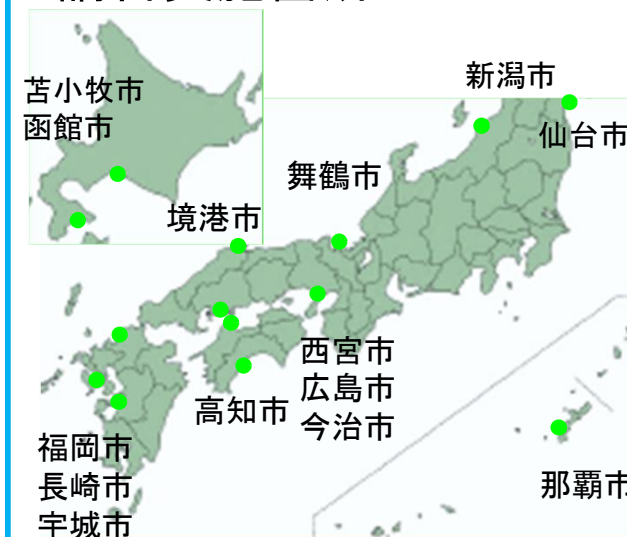 苫小牧市
函館市
新潟市
仙台市
舞鶴市
境港市
西宮市
広島市
今治市
高知市
福岡市
長崎市
宇城市
那覇市